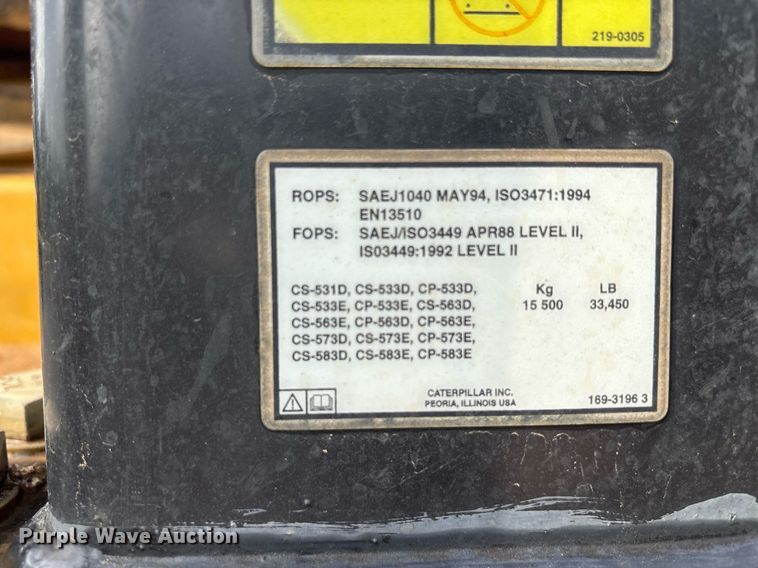 219-0305
ROPS: SAEJ1040 MAY94, ISO3471:1994
EN13510
FOPS: SAEJ/ISO3449 APR88 LEVEL II,
ISO3449:1992 LEVEL II
CS-531D, CS-533D, CP-533D, Kg LB
CS-533E, CP-533E, CS-563D, 15 500 33,450
CS-563E, CP-563D, CP-563E,
CS-573D, CS-573E, CP-573E,
CS-583D, CS-583E, CP-583E
CATERPILLAR INC.
PEORIA, ILLINOIS USA
169-3196 3
Purple Wave Auction